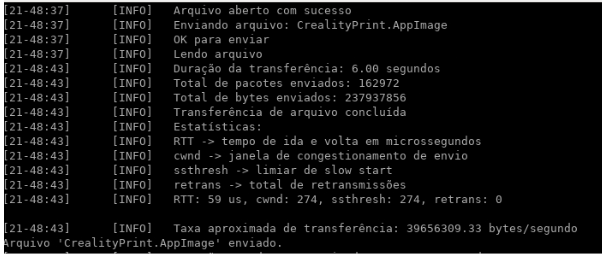 [21-48:37] [INFO] Arquivo aberto com sucesso
[21-48:37] [INFO] Enviando arquivo: CrealityPrint.AppImage
[21-48:37] [INFO] OK para enviar
[21-48:37] [INFO] Lendo arquivo
[21-48:43] [INFO] Duração da transferência: 6.00 segundos
[21-48:43] [INFO] Total de pacotes enviados: 162972
[21-48:43] [INFO] Total de bytes enviados: 237937856
[21-48:43] [INFO] Transferência de arquivo concluída
[21-48:43] [INFO] Estatísticas:
[21-48:43] [INFO] RTT -> tempo de ida e volta em microssegundos
[21-48:43] [INFO] cwnd -> janela de congestionamento de envio
[21-48:43] [INFO] ssthresh -> limiar de slow start
[21-48:43] [INFO] retrans -> total de retransmissões
[21-48:43] [INFO] RTT: 59 us, cwnd: 274, ssthresh: 274, retrans: 0
[21-48:43] [INFO] Taxa aproximada de transferência: 39656309.33 bytes/segundo
Arquivo 'CrealityPrint.AppImage' enviado.